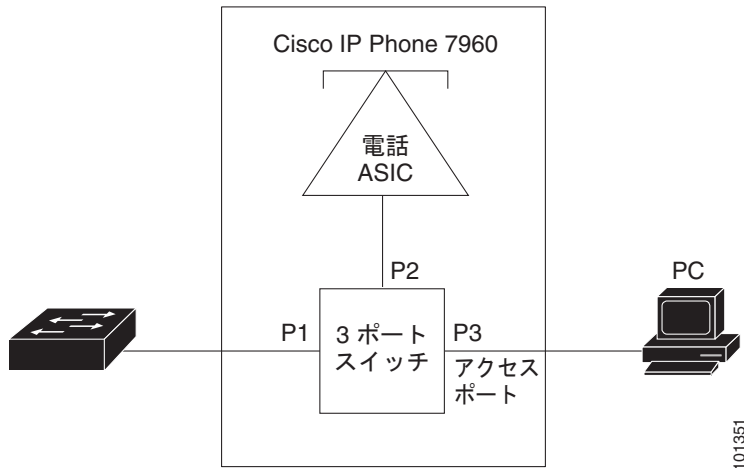 Cisco IP Phone 7960
電話
ASIC
P2
PC
P1
3 ポート
スイッチ
P3
アクセス
ポート
101351